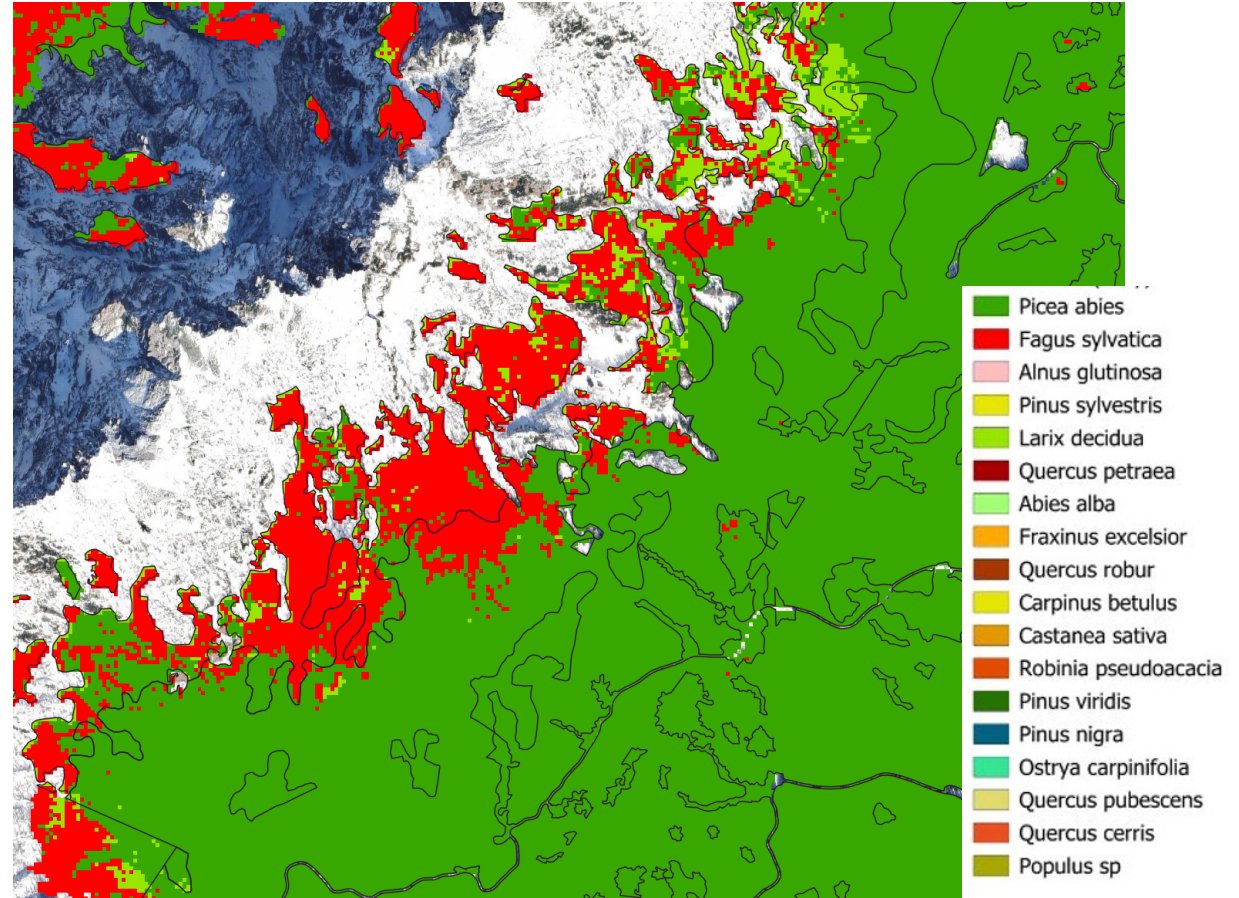 Picea abies
Fagus sylvatica
Alnus glutinosa
Pinus sylvestris
Larix decidua
Quercus petraea
Abies alba
Fraxinus excelsior
Quercus robur
Carpinus betulus
Castanea sativa
Robinia pseudoacacia
Pinus viridis
Pinus nigra
Ostrya carpinifolia
Quercus pubescens
Quercus cerris
Populus sp